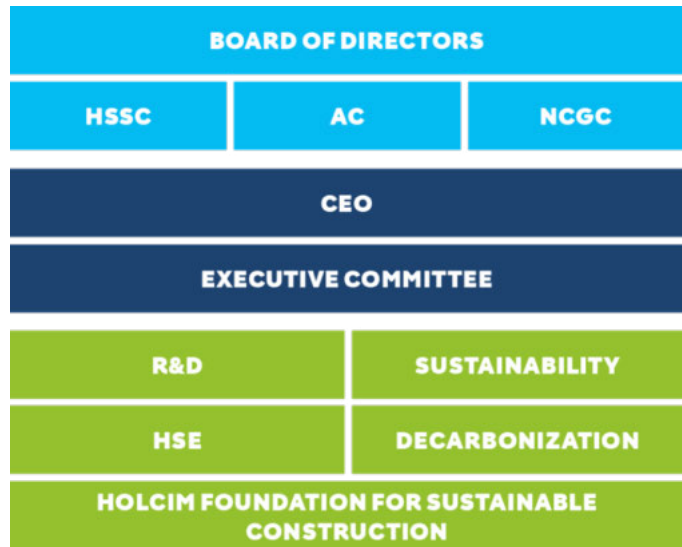 BOARD OF DIRECTORS
HSSC
AC
NCGC
CEO
EXECUTIVE COMMITTEE
R&D
SUSTAINABILITY
HSE
DECARBONIZATION
HOLCIM FOUNDATION FOR SUSTAINABLE
CONSTRUCTION